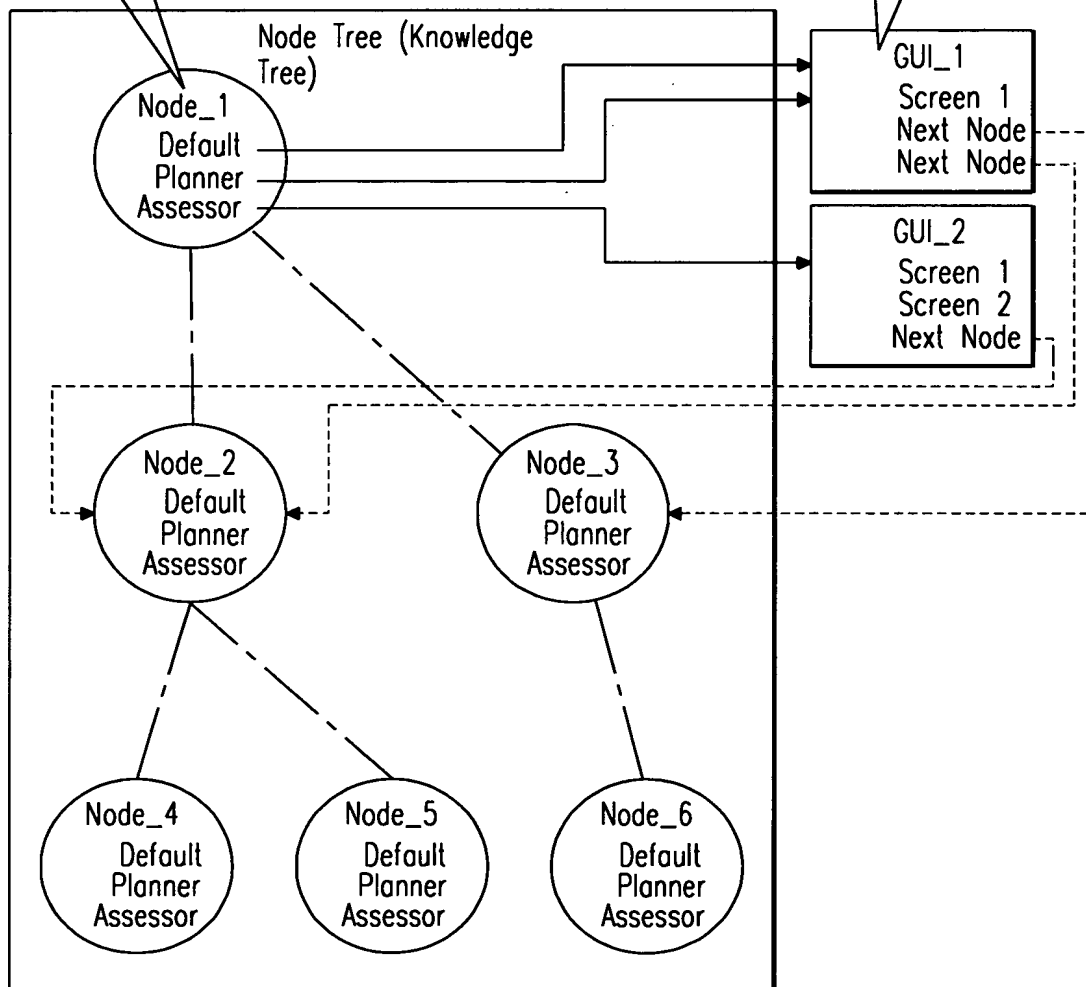 Node Tree (Knowledge
Tree)
Node_1
Default
Planner
Assessor
GUI_1
Screen 1
Next Node
Next Node
GUI_2
Screen 1
Screen 2
Next Node
Node_2
Default
Planner
Assessor
Node_3
Default
Planner
Assessor
Node_4
Default
Planner
Assessor
Node_5
Default
Planner
Assessor
Node_6
Default
Planner
Assessor